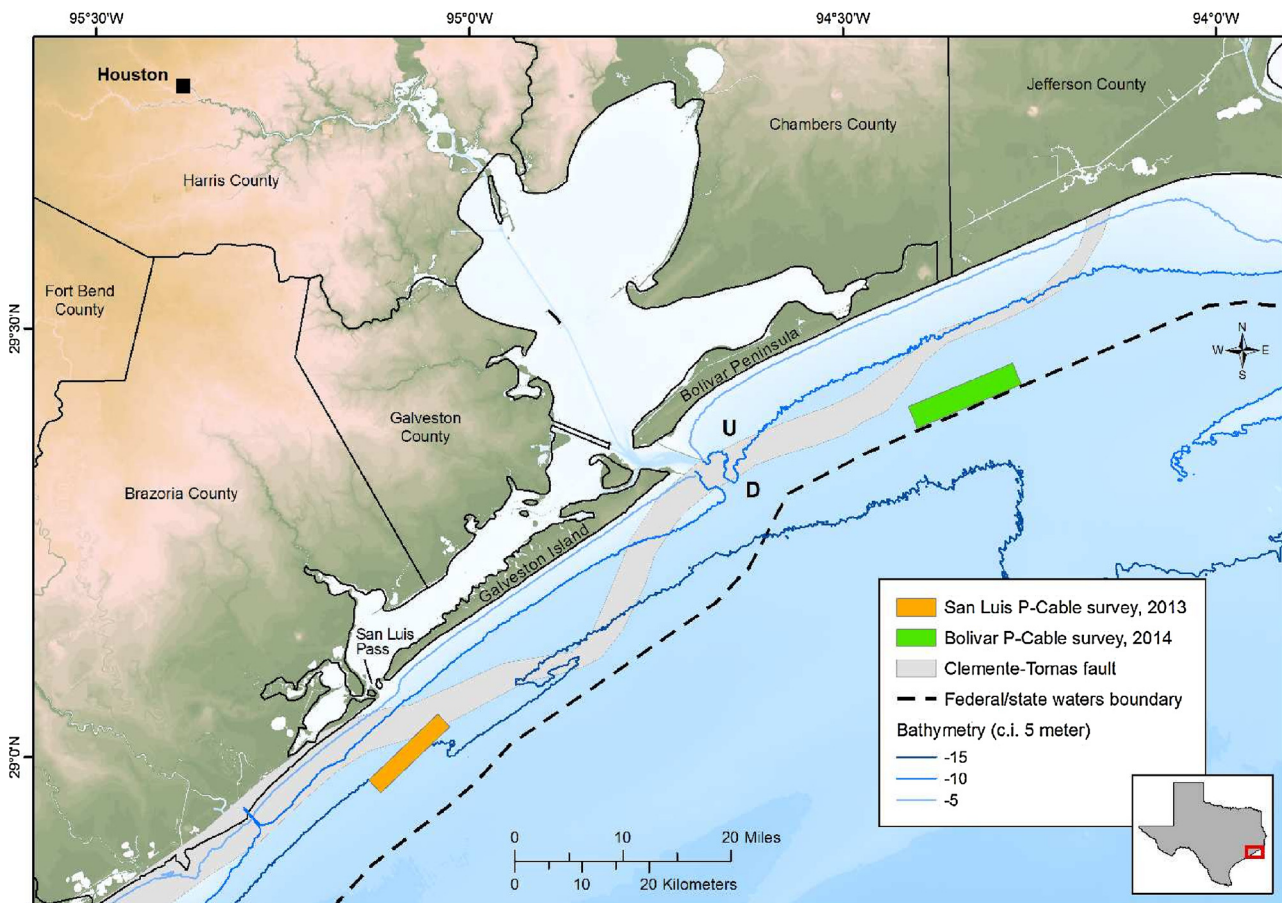 95°30'W
95°0'W
94°30'W
94°0'W
Houston
Jefferson County
Chambers County
Harris County
29°30'N
Fort Bend
County
N
W
E
S
Bolivar Peninsula
Galveston
County
U
D
Brazoria County
Galveston Island
San Luis
Pass
29°0'N
San Luis P-Cable survey, 2013
Bolivar P-Cable survey, 2014
Clemente-Tomas fault
Federal/state waters boundary
Bathymetry (c.i. 5 meter)
-15
-10
-5
0
10
20 Miles
0
10
20 Kilometers